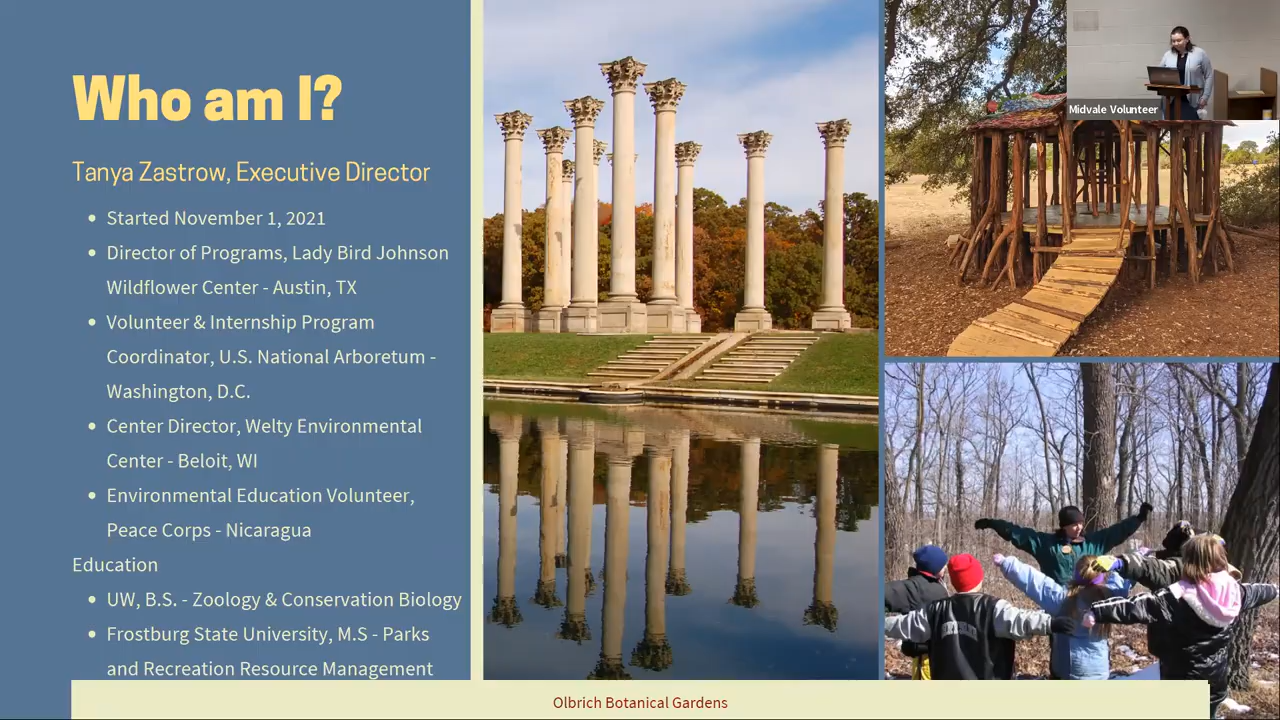 Who am I?
Tanya Zastrow, Executive Director
• Started November 1, 2021
• Director of Programs, Lady Bird Johnson
Wildflower Center - Austin, TX
• Volunteer & Internship Program
Coordinator, U.S. National Arboretum -
Washington, D.C.
• Center Director, Welty Environmental
Center - Beloit, WI
• Environmental Education Volunteer,
Peace Corps - Nicaragua
Education
• UW, B.S. - Zoology & Conservation Biology
• Frostburg State University, M.S - Parks
and Recreation Resource Management
Midvale Volunteer
Olbrich Botanical Gardens